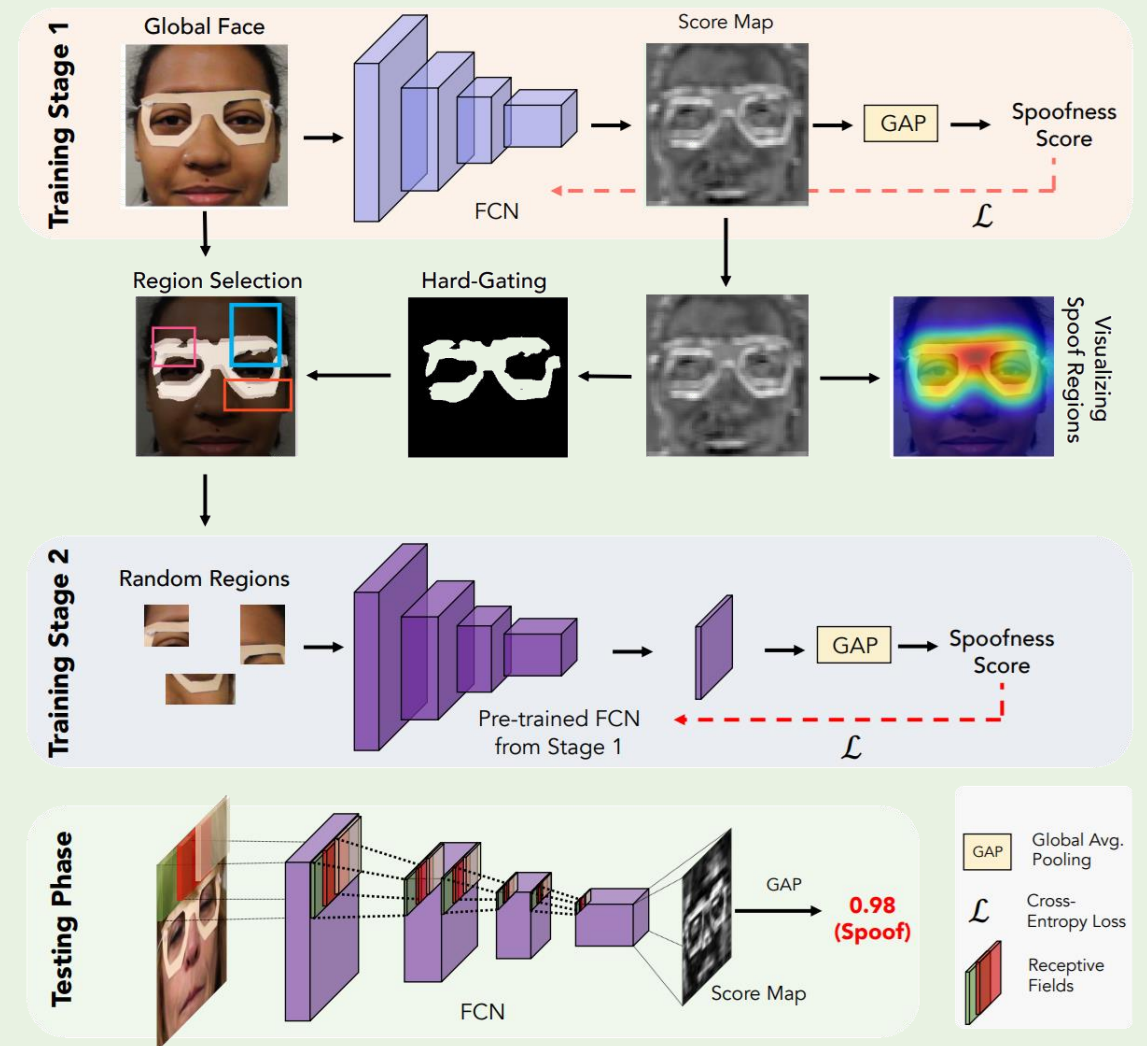 Training Stage 1
Global Face
Score Map
GAP
Spoofness
Score
FCN
ℒ
Region Selection
Hard-Gating
Visualizing
Spoof Regions
Training Stage 2
Random Regions
GAP
Spoofness
Score
Pre-trained FCN
from Stage 1
ℒ
Testing Phase
GAP
0.98
(Spoof)
Score Map
FCN
GAP
Global Avg.
Pooling
ℒ
Cross-
Entropy Loss
Receptive
Fields